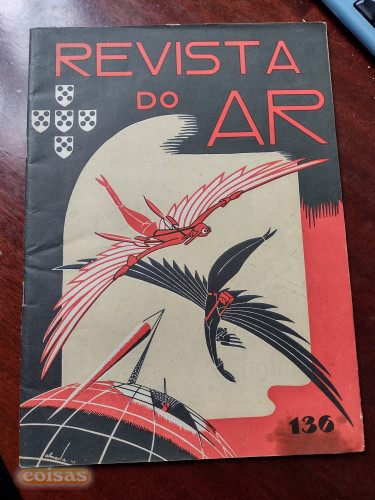 REVISTA
DO AR
136
coisas